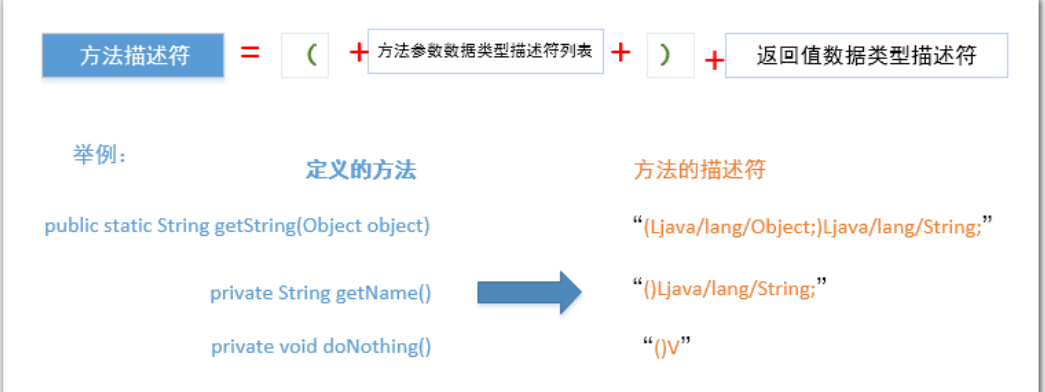 方法描述符 = ( + 方法参数数据类型描述符列表 + ) + 返回值数据类型描述符
举例：
定义的方法 方法的描述符
public static String getString(Object object) “(Ljava/lang/Object;)Ljava/lang/String;”
private String getName() “()Ljava/lang/String;”
private void doNothing() “()V”